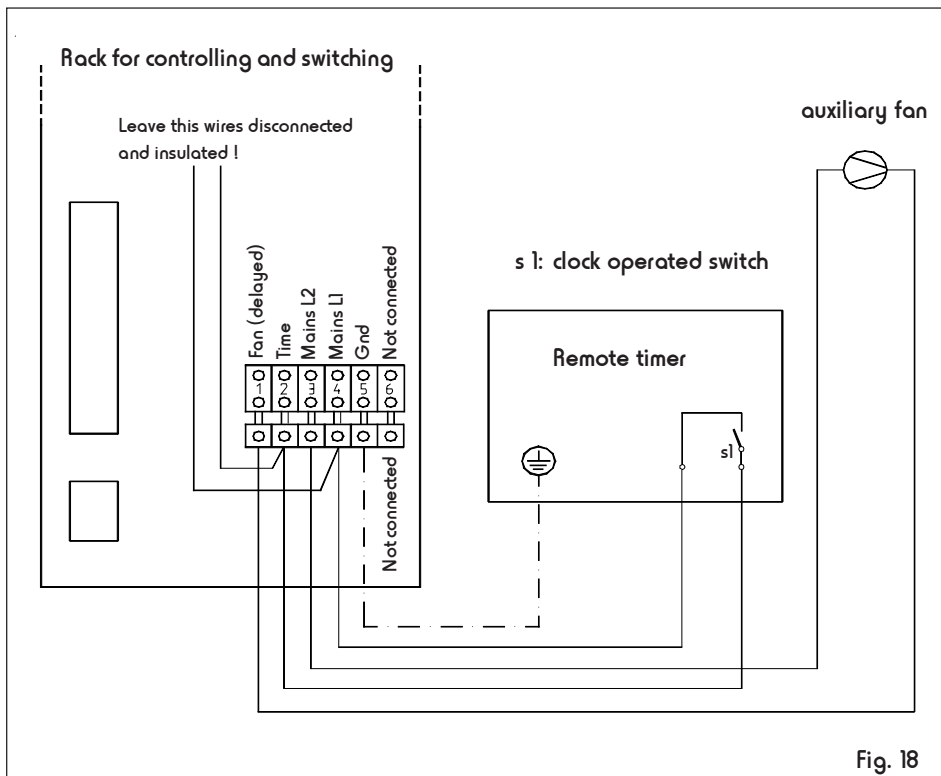 Rack for controlling and switching
Leave this wires disconnected
and insulated !
auxiliary fan
s 1: clock operated switch
Remote timer
Fan (delayed)
Time
Mains L2
Mains L1
Gnd
Not connected
1 2 3 4 5 6
s1
Not connected
Fig. 18